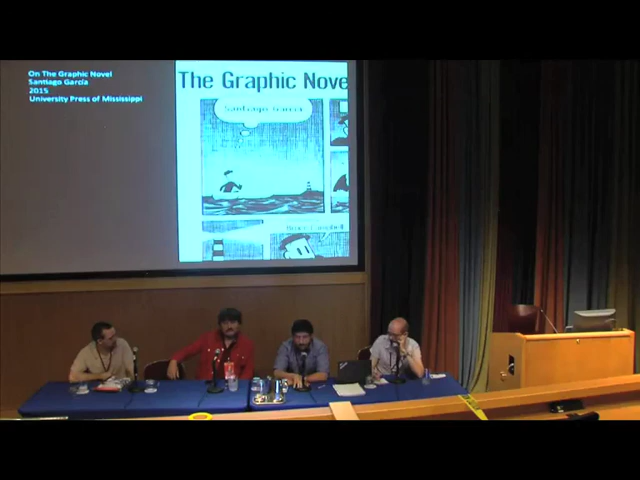 On The Graphic Novel
Santiago García
2015
University Press of Mississippi
The Graphic Nove
Santiago García